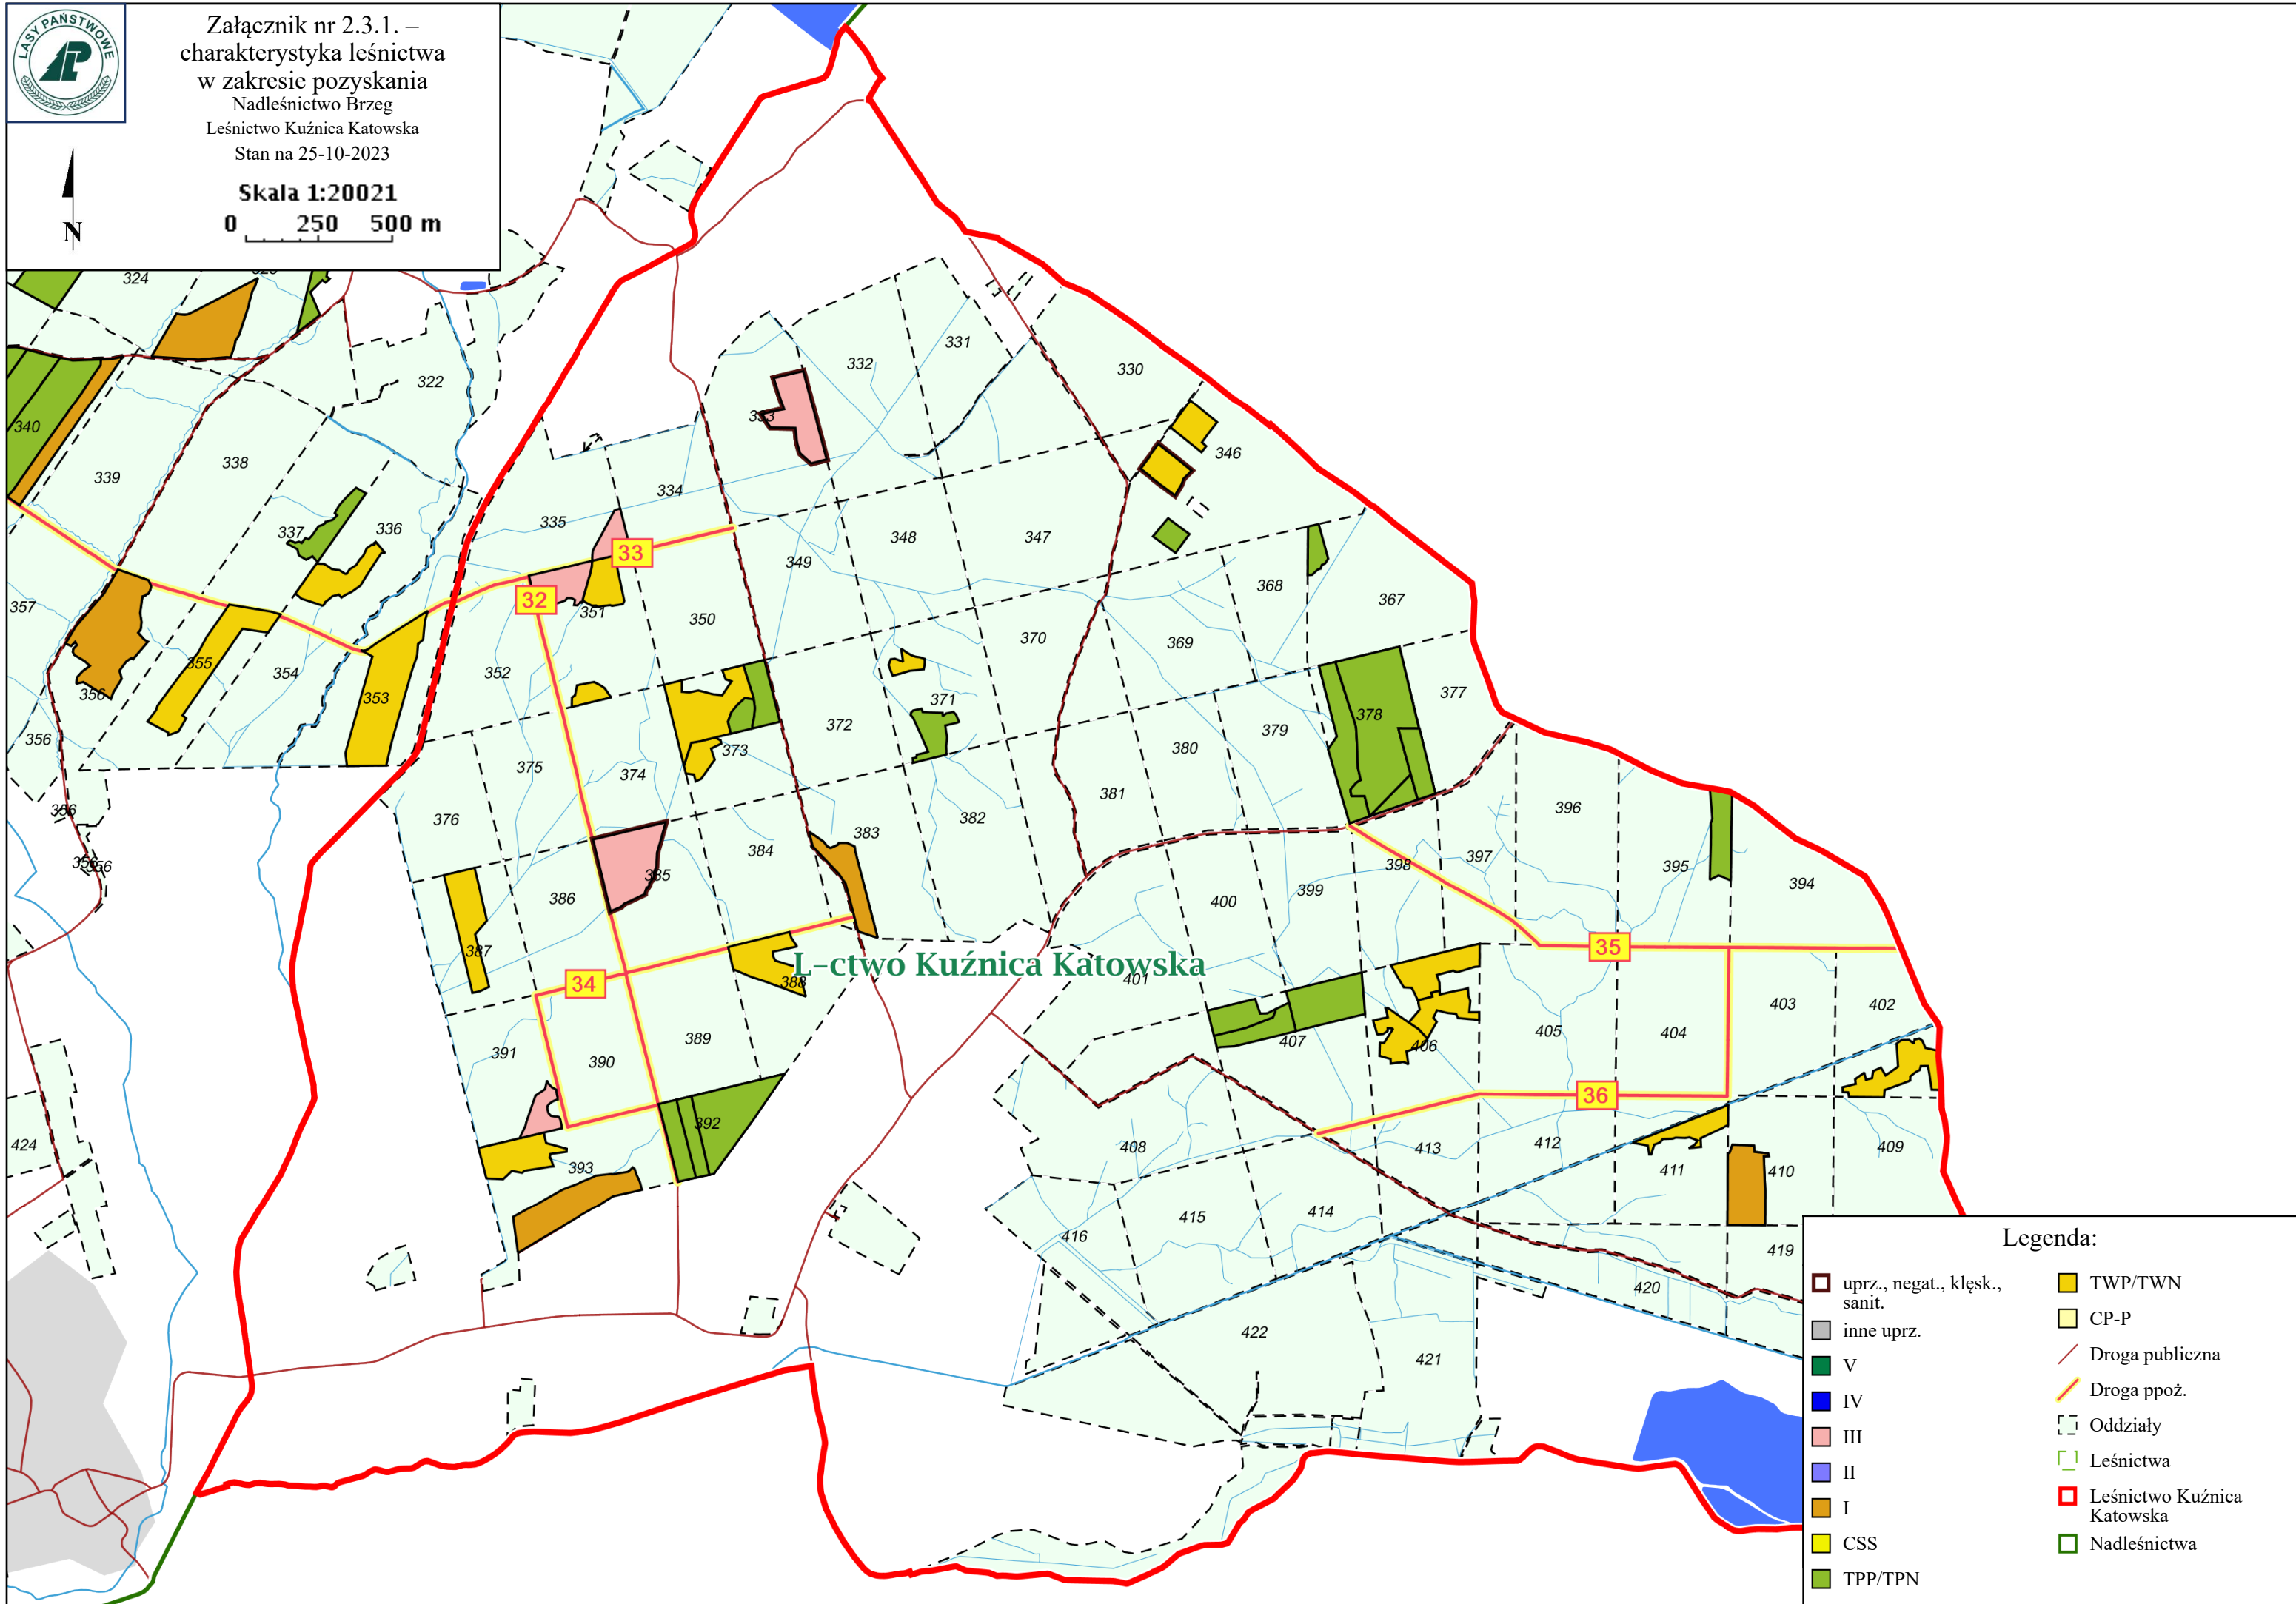 LASY PAŃSTWOWE
Załącznik nr 2.3.1. –
charakterystyka leśnictwa
w zakresie pozyskania
Nadleśnictwo Brzeg
Leśnictwo Kuźnica Katowska
Stan na 25-10-2023
Skala 1:20021
0 250 500 m
N
324
322
331
332
330
340
333
339
338
346
334
337
336
335
33
348
347
349
32
351
357
350
368
367
370
369
355
354
352
353
356
371
378
377
356
372
373
380
379
375
374
381
376
382
396
356
383
384
356
356
385
397
398
395
394
386
399
400
387
35
L-ctwo Kuźnica Katowska
34
388
401
403
402
389
405
404
391
390
407
406
36
392
424
408
413
412
409
393
411
410
415
414
416
419
420
422
421
Legenda:
uprz., negat., klęsk.,
sanit.
inne uprz.
V
IV
III
II
I
CSS
TPP/TPN
TWP/TWN
CP-P
Droga publiczna
Droga ppoż.
Oddziały
Leśnictwa
Leśnictwo Kuźnica
Katowska
Nadleśnictwa